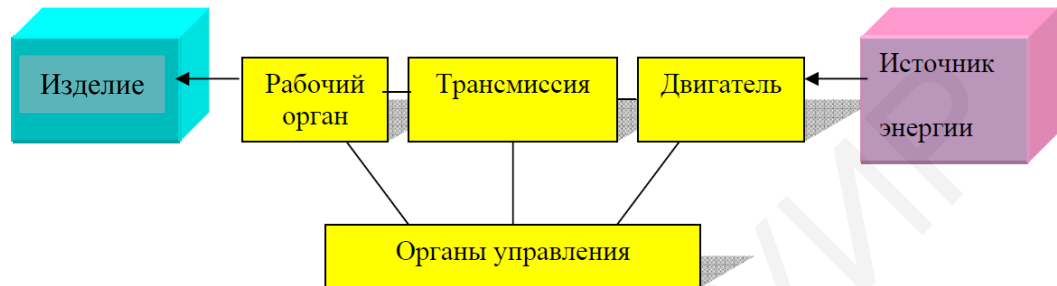 Изделие
Рабочий
орган
Трансмиссия
Двигатель
Источник
энергии
Органы управления